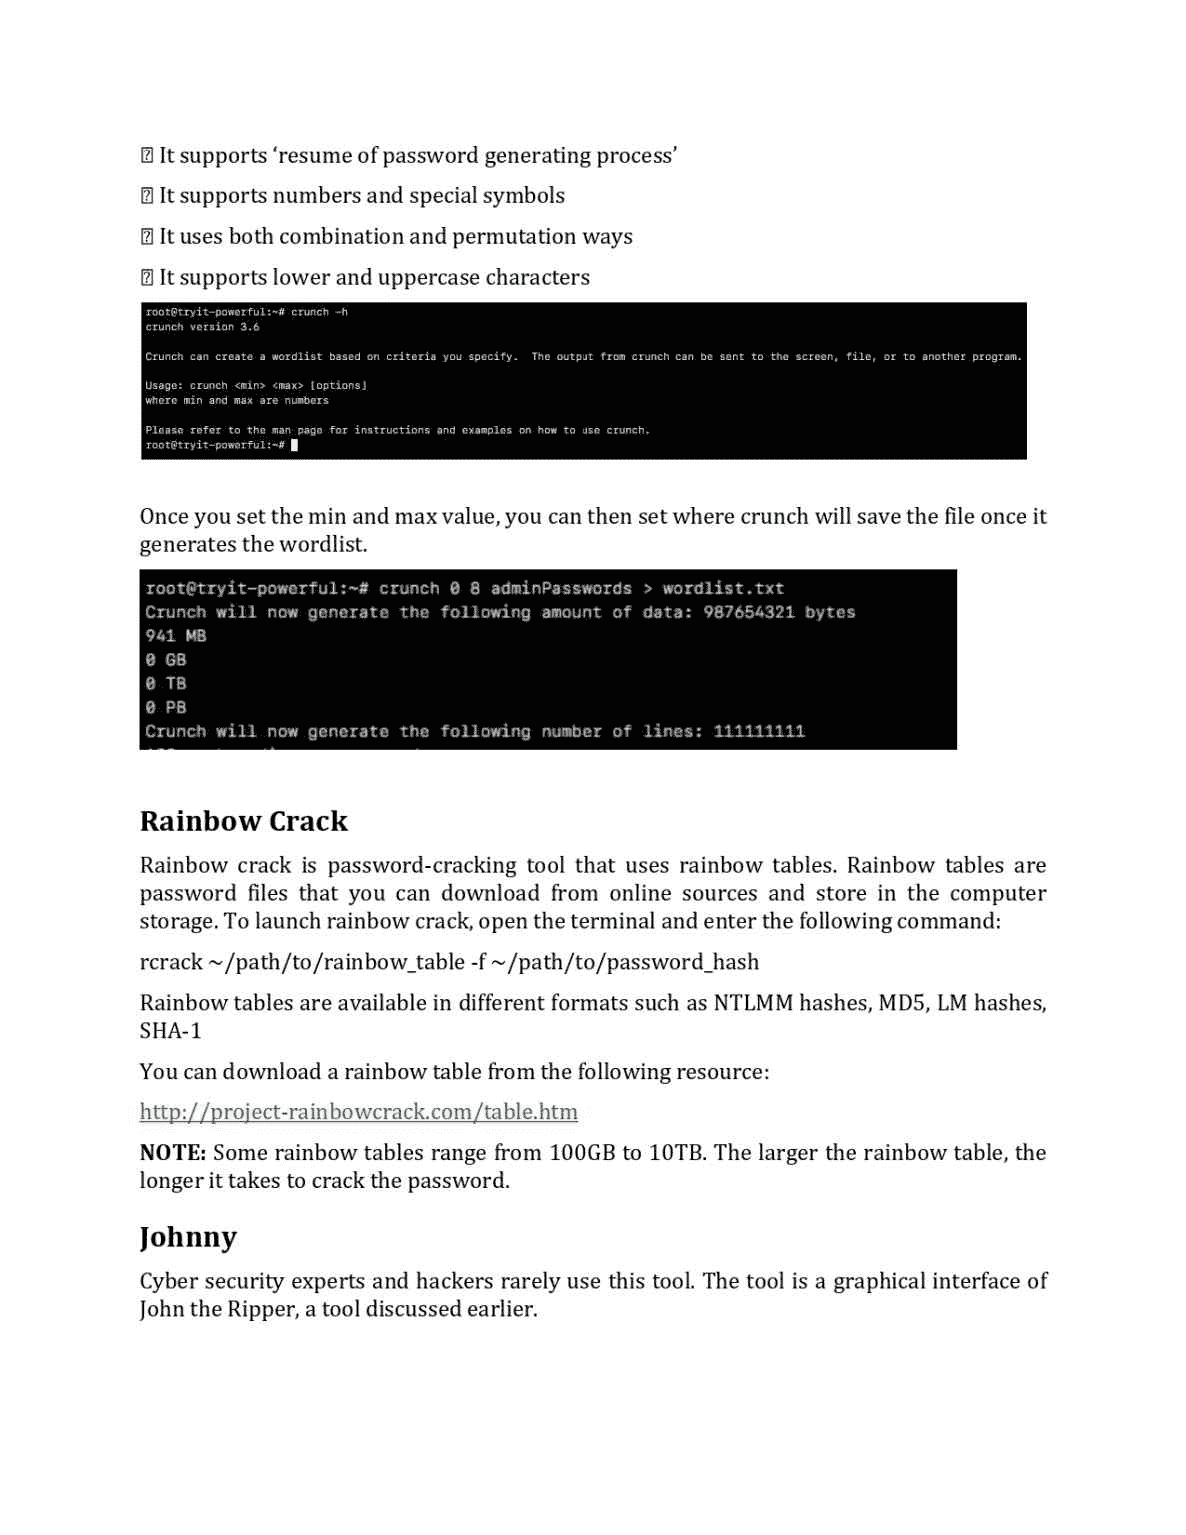 ⍰ It supports ‘resume of password generating process’
⍰ It supports numbers and special symbols
⍰ It uses both combination and permutation ways
⍰ It supports lower and uppercase characters
root@tryit-powerful:~# crunch -h
crunch version 3.6
Crunch can create a wordlist based on criteria you specify.  The output from crunch can be sent to the screen, file, or to another program.
Usage: crunch <min> <max> [options]
where min and max are numbers
Please refer to the man page for instructions and examples on how to use crunch.
root@tryit-powerful:~#
Once you set the min and max value, you can then set where crunch will save the file once it
generates the wordlist.
root@tryit-powerful:~# crunch 0 8 adminPasswords > wordlist.txt
Crunch will now generate the following amount of data: 987654321 bytes
941 MB
0 GB
0 TB
0 PB
Crunch will now generate the following number of lines: 111111111
Rainbow Crack
Rainbow crack is password-cracking tool that uses rainbow tables. Rainbow tables are
password files that you can download from online sources and store in the computer
storage. To launch rainbow crack, open the terminal and enter the following command:
rcrack ~/path/to/rainbow_table -f ~/path/to/password_hash
Rainbow tables are available in different formats such as NTLMM hashes, MD5, LM hashes,
SHA-1
You can download a rainbow table from the following resource:
http://project-rainbowcrack.com/table.htm
NOTE: Some rainbow tables range from 100GB to 10TB. The larger the rainbow table, the
longer it takes to crack the password.
Johnny
Cyber security experts and hackers rarely use this tool. The tool is a graphical interface of
John the Ripper, a tool discussed earlier.